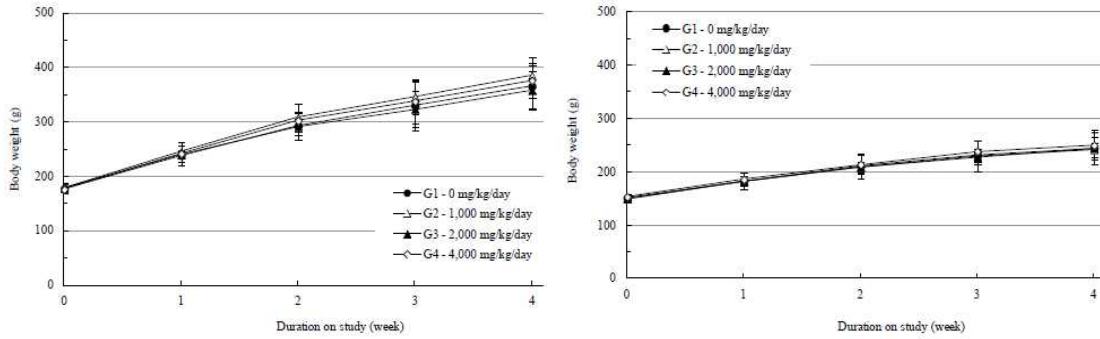 500
400
300
200
100
0
Body weight (g)
G1 - 0 mg/kg/day
G2 - 1,000 mg/kg/day
G3 - 2,000 mg/kg/day
G4 - 4,000 mg/kg/day
0 1 2 3 4
Duration on study (week)
500
400
300
200
100
0
Body weight (g)
G1 - 0 mg/kg/day
G2 - 1,000 mg/kg/day
G3 - 2,000 mg/kg/day
G4 - 4,000 mg/kg/day
0 1 2 3 4
Duration on study (week)